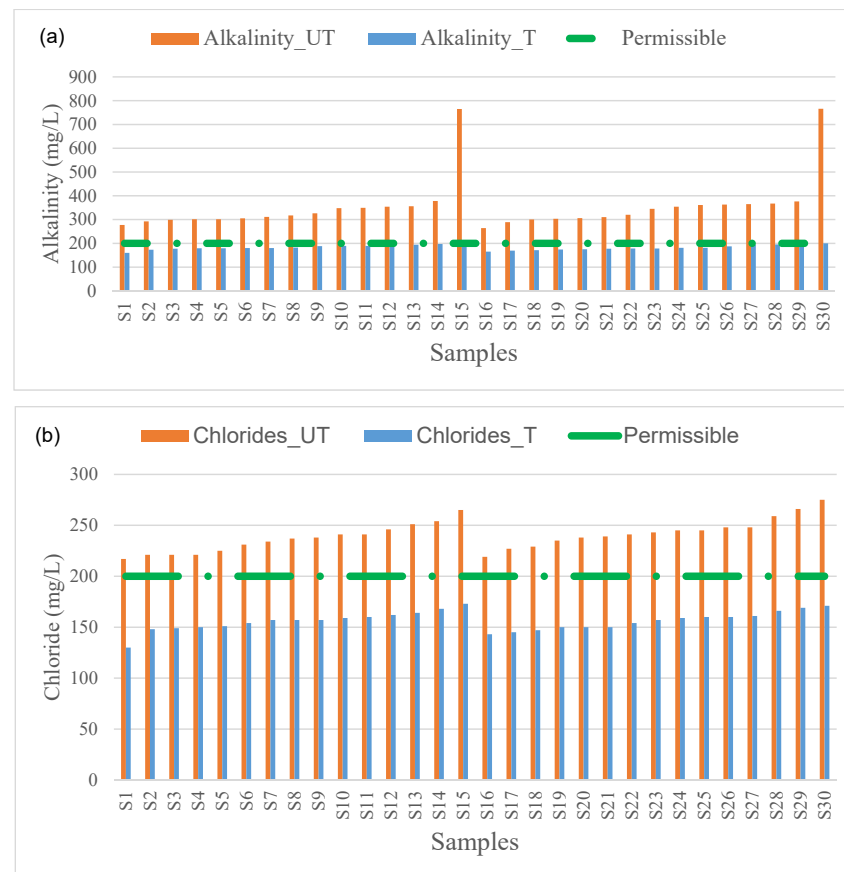 (a)
Alkalinity_UT Alkalinity_T Permissible
900
800
700
600
500
400
300
200
100
0
Alkalinity (mg/L)
S1 S2 S3 S4 S5 S6 S7 S8 S9 S10 S11 S12 S13 S14 S15 S16 S17 S18 S19 S20 S21 S22 S23 S24 S25 S26 S27 S28 S29 S30
Samples
(b)
Chlorides_UT Chlorides_T Permissible
300
250
200
150
100
50
0
Chloride (mg/L)
S1 S2 S3 S4 S5 S6 S7 S8 S9 S10 S11 S12 S13 S14 S15 S16 S17 S18 S19 S20 S21 S22 S23 S24 S25 S26 S27 S28 S29 S30
Samples